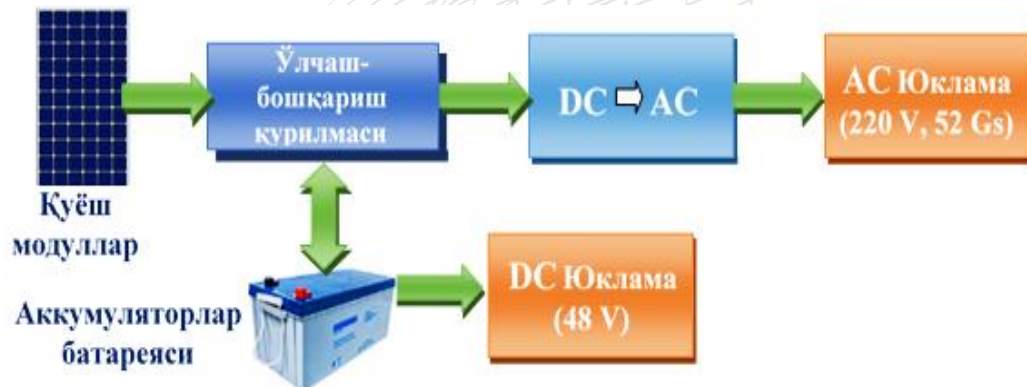 Ўлчаш-
бошқариш
қурилмаси
DC ⇨ AC
AC Юклама
(220 V, 52 Gs)
Қуёш
модуллар
DC Юклама
(48 V)
Аккумуляторлар
батареяси